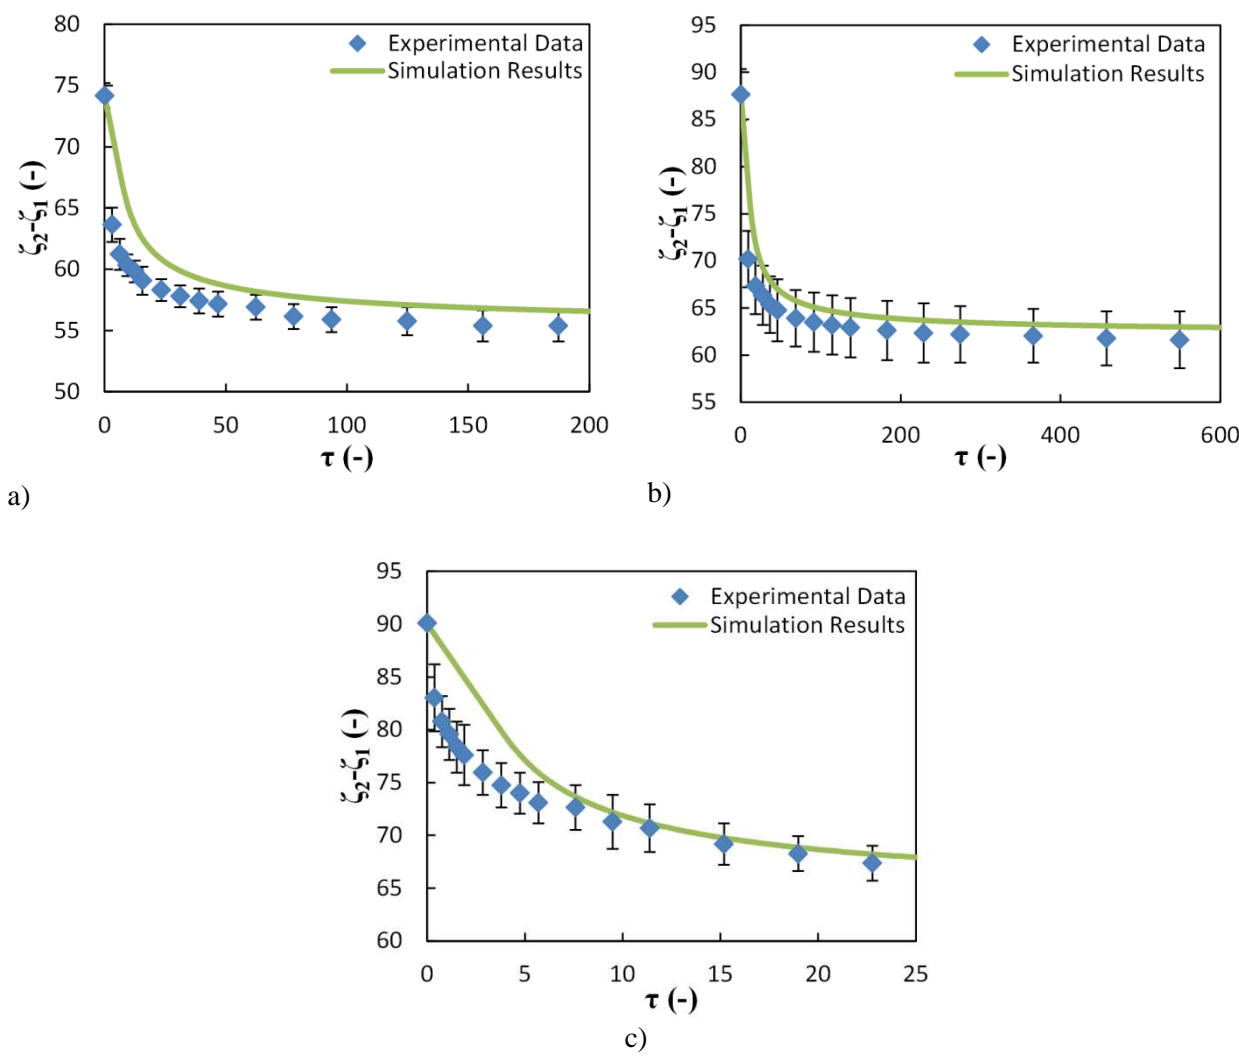 80
75
70
65
60
55
50
ζ₂-ζ₁ (-)
Experimental Data
Simulation Results
0 50 100 150 200
τ (-)
a)
95
90
85
80
75
70
65
60
55
ζ₂-ζ₁ (-)
Experimental Data
Simulation Results
0 200 400 600
τ (-)
b)
95
90
85
80
75
70
65
60
ζ₂-ζ₁ (-)
Experimental Data
Simulation Results
0 5 10 15 20 25
τ (-)
c)